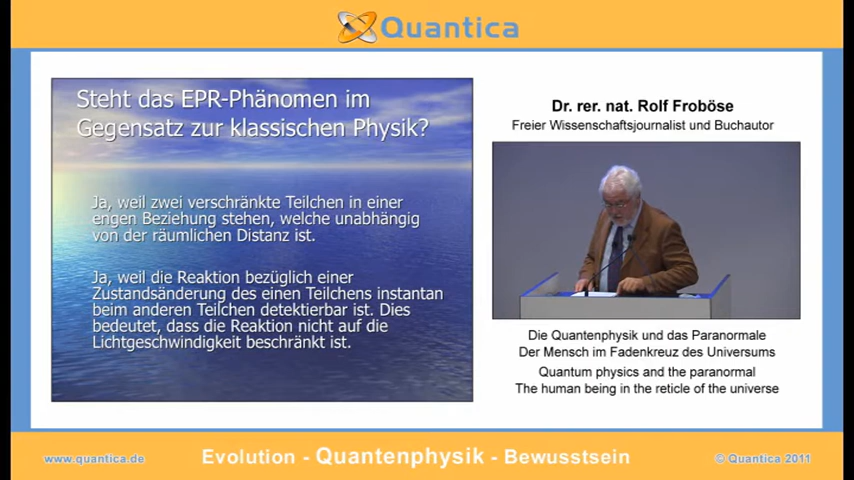 Quantica
Steht das EPR-Phänomen im
Gegensatz zur klassischen Physik?
Ja, weil zwei verschränkte Teilchen in einer
engen Beziehung stehen, welche unabhängig
von der räumlichen Distanz ist.
Ja, weil die Reaktion bezüglich einer
Zustandsänderung des einen Teilchens instantan
beim anderen Teilchen detektierbar ist. Dies
bedeutet, dass die Reaktion nicht auf die
Lichtgeschwindigkeit beschränkt ist.
Dr. rer. nat. Rolf Froböse
Freier Wissenschaftsjournalist und Buchautor
Die Quantenphysik und das Paranormale
Der Mensch im Fadenkreuz des Universums
Quantum physics and the paranormal
The human being in the reticle of the universe
www.quantica.de
Evolution - Quantenphysik - Bewusstsein
© Quantica 2011